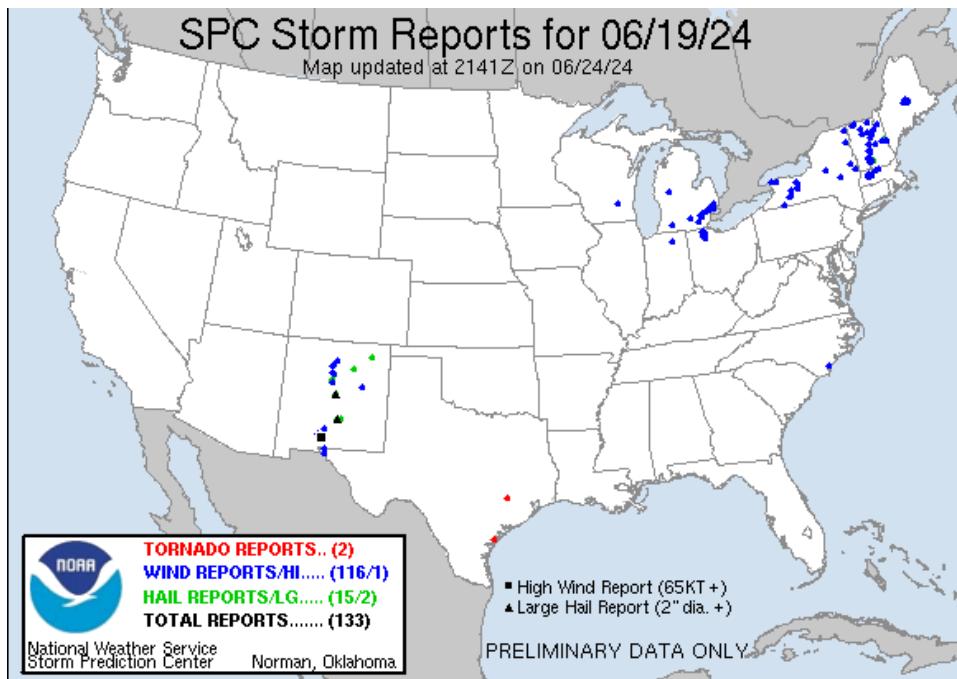 SPC Storm Reports for 06/19/24
Map updated at 2141Z on 06/24/24
NOAA
TORNADO REPORTS.. (2)
WIND REPORTS/HI..... (116/1)
HAIL REPORTS/LG..... (15/2)
TOTAL REPORTS....... (133)
National Weather Service
Storm Prediction Center Norman, Oklahoma
High Wind Report (65KT +)
Large Hail Report (2" dia. +)
PRELIMINARY DATA ONLY